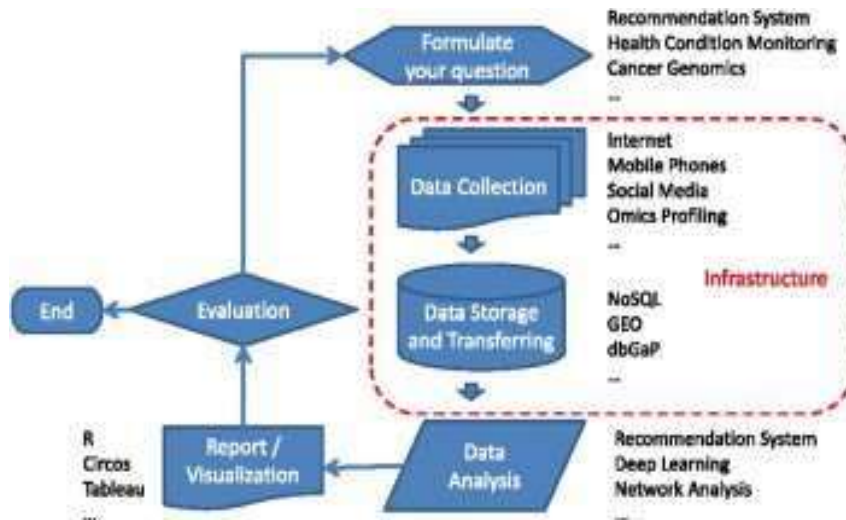 Formulate
your question
Recommendation System
Health Condition Monitoring
Cancer Genomics
...
Data Collection
Internet
Mobile Phones
Social Media
Omics Profiling
...
Infrastructure
End
Evaluation
Data Storage
and Transferring
NoSQL
GEO
dbGaP
...
R
Circos
Tableau
...
Report /
Visualization
Data
Analysis
Recommendation System
Deep Learning
Network Analysis
...